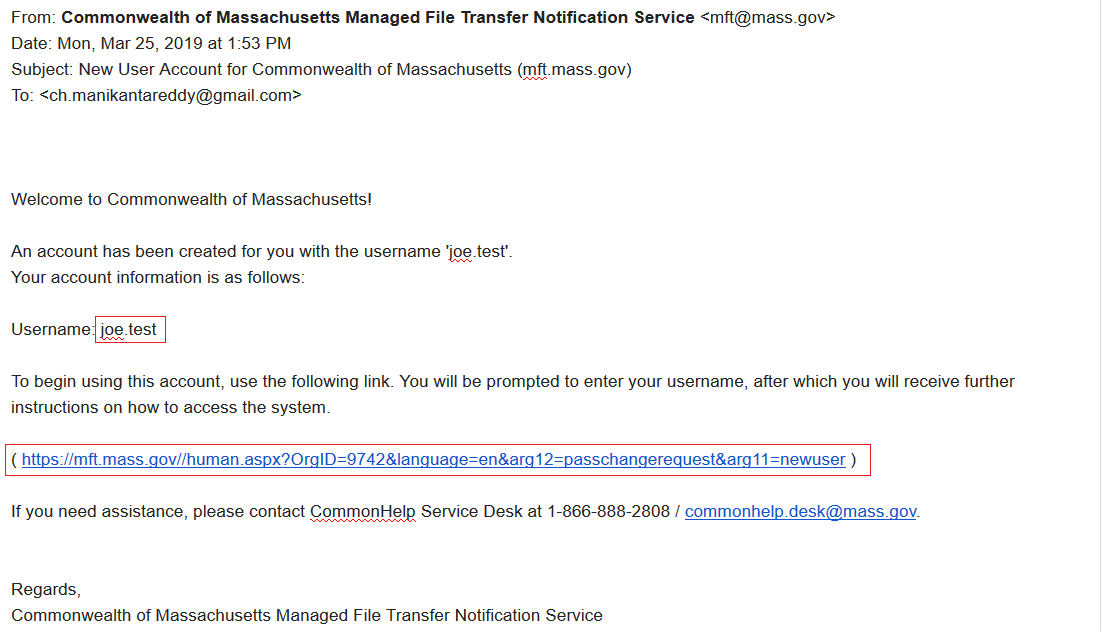 From: Commonwealth of Massachusetts Managed File Transfer Notification Service <mft@mass.gov>
Date: Mon, Mar 25, 2019 at 1:53 PM
Subject: New User Account for Commonwealth of Massachusetts (mft.mass.gov)
To: <ch.manikantareddy@gmail.com>
Welcome to Commonwealth of Massachusetts!
An account has been created for you with the username 'joe.test'.
Your account information is as follows:
Username: joe.test
To begin using this account, use the following link. You will be prompted to enter your username, after which you will receive further
instructions on how to access the system.
( https://mft.mass.gov//human.aspx?OrgID=9742&language=en&arg12=passchangerequest&arg11=newuser )
If you need assistance, please contact CommonHelp Service Desk at 1-866-888-2808 / commonhelp.desk@mass.gov.
Regards,
Commonwealth of Massachusetts Managed File Transfer Notification Service